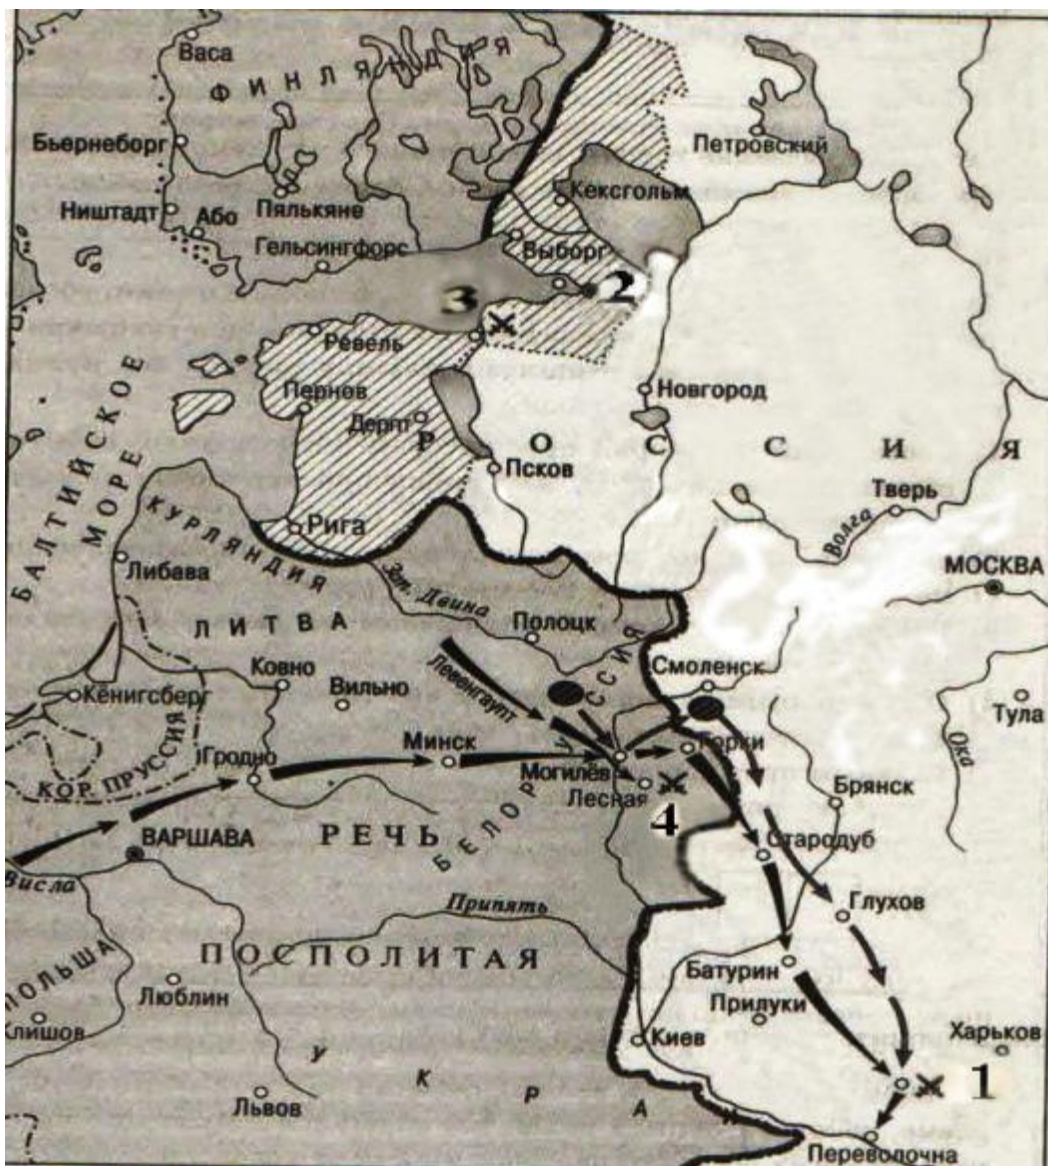 Васа
ФИНЛЯНДИЯ
Бьернеборг
Петровский
Кексгольм
Ништадт
Або
Пялькяне
Гельсингфорс
Выборг
2
3
Ревель
Пернов
Дерпт
Новгород
РОССИЯ
Псков
БАЛТИЙСКОЕ
МОРЕ
Тверь
Волга
КУРЛЯНДИЯ
Рига
Либава
Зап. Двина
МОСКВА
ЛИТВА
Полоцк
Ковно
Вильно
Левенгаупт
Смоленск
Кёнигсберг
Тула
Ока
КОР. ПРУССИЯ
Гродно
Минск
Могилёв
Горки
Лесная
4
Брянск
ВАРШАВА
РЕЧЬ
БЕЛОРУССИЯ
Стародуб
Висла
Припять
Глухов
ПОСПОЛИТАЯ
ПОЛЬША
Люблин
Батурин
Прилуки
Клишов
Киев
Харьков
УКРАИ
1
Львов
Переволочна